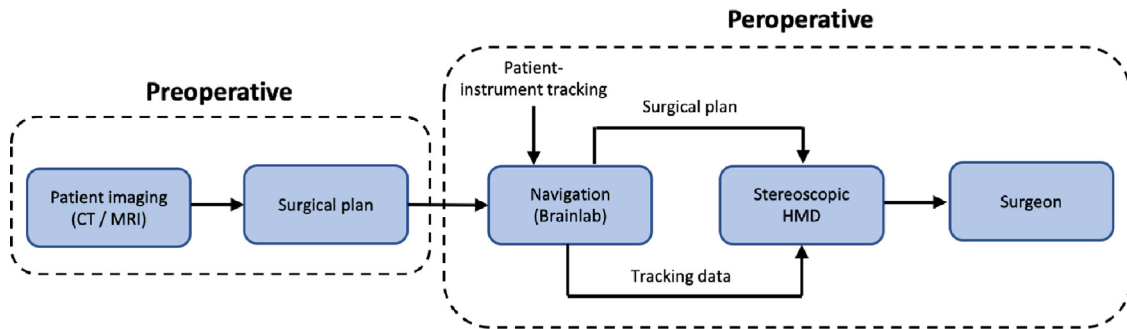 Peroperative
Preoperative
Patient-
instrument tracking
Surgical plan
Patient imaging
(CT / MRI)
Surgical plan
Navigation
(Brainlab)
Stereoscopic
HMD
Surgeon
Tracking data